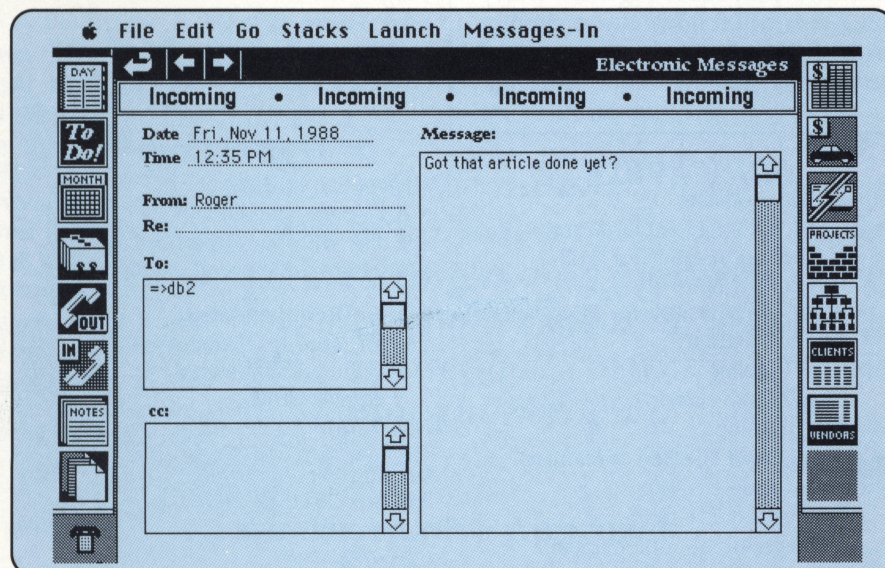 File Edit Go Stacks Launch Messages-In
Electronic Messages
Incoming • Incoming • Incoming • Incoming
Date Fri, Nov 11, 1988
Time 12:35 PM
From: Roger
Re:
To:
=>db2
cc:
Message:
Got that article done yet?
DAY
To
Do!
MONTH
OUT
IN
NOTES
$
$
PROJECTS
CLIENTS
VENDORS